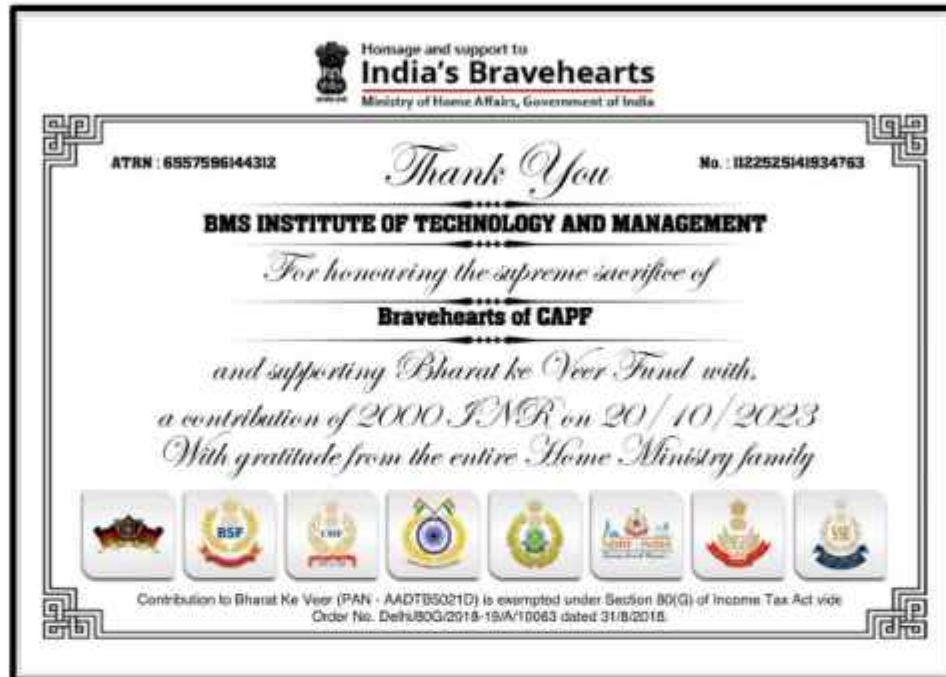 Homage and support to
India's Bravehearts
Ministry of Home Affairs, Government of India
ATRN : 6557596144312
Thank You
No. : 1122525141934763
BMS INSTITUTE OF TECHNOLOGY AND MANAGEMENT
For honouring the supreme sacrifice of
Bravehearts of CAPF
and supporting Bharat ke Veer Fund with,
a contribution of 2000 INR on 20/10/2023
With gratitude from the entire Home Ministry family
BSF
SSB
Contribution to Bharat Ke Veer (PAN - AADTB5021D) is exempted under Section 80(G) of Income Tax Act vide
Order No. Delhi/80G/2018-19/A/10063 dated 31/8/2018.